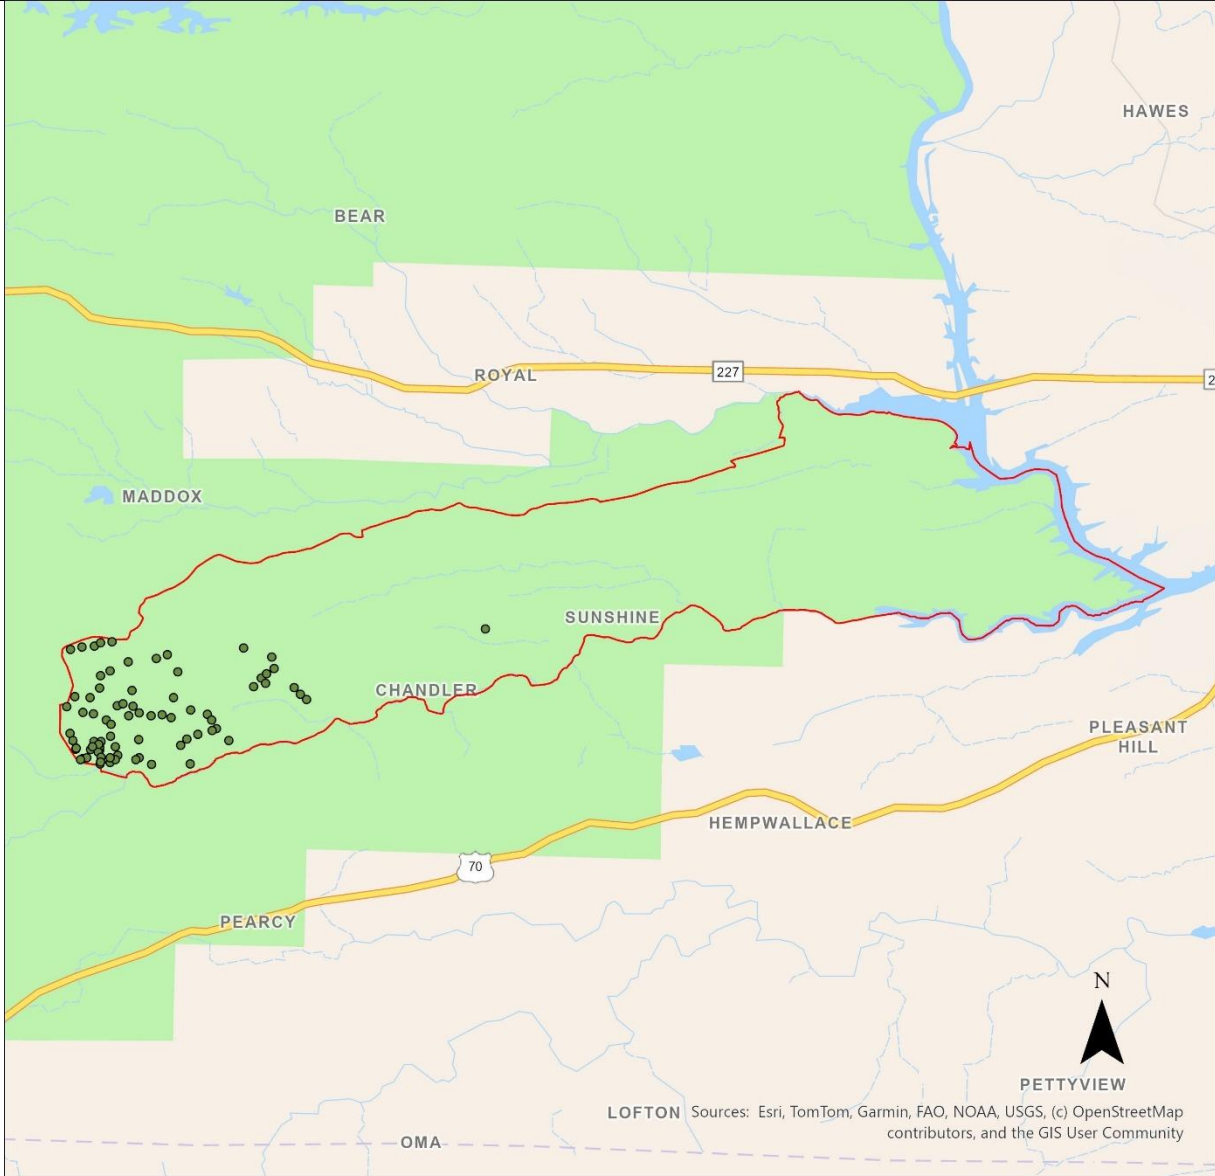 HAWES
BEAR
ROYAL
227
2
MADDOX
SUNSHINE
CHANDLER
PLEASANT
HILL
HEMPWALLACE
70
PEARCY
N
PETTYVIEW
LOFTON
Sources: Esri, TomTom, Garmin, FAO, NOAA, USGS, (c) OpenStreetMap
contributors, and the GIS User Community
OMA